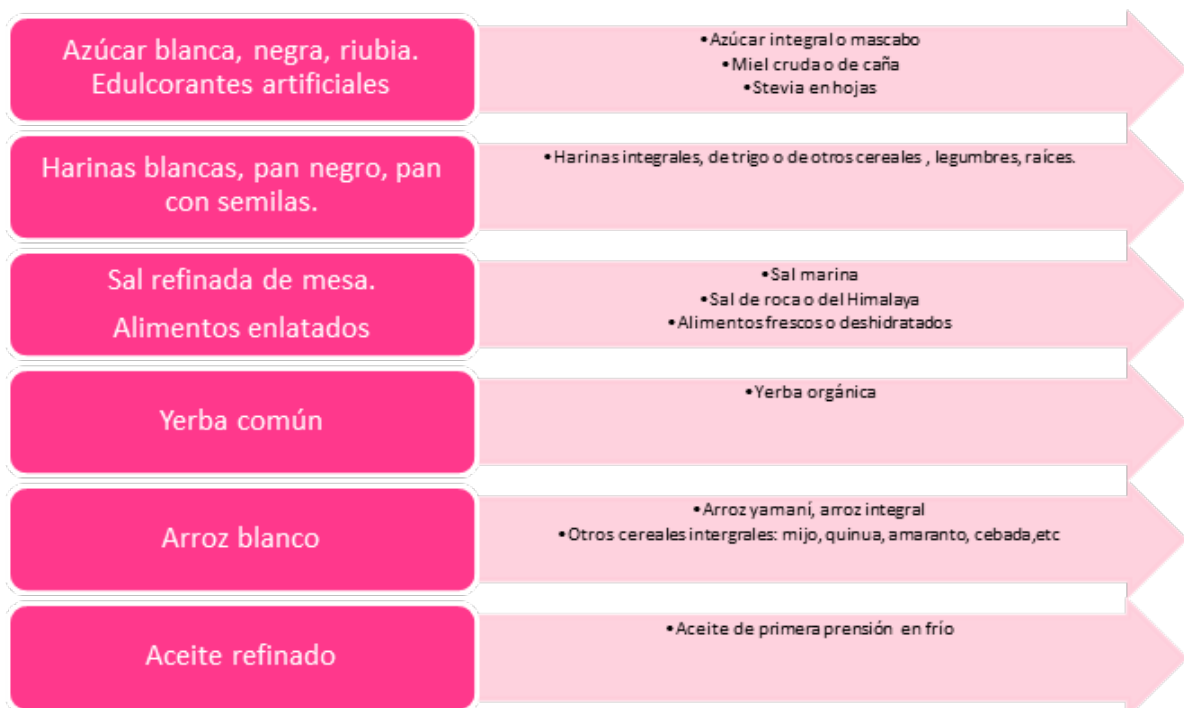 Azúcar blanca, negra, riubia.
Edulcorantes artificiales
•Azúcar integral o mascabo
•Miel cruda o de caña
•Stevia en hojas
Harinas blancas, pan negro, pan
con semilas.
•Harinas integrales, de trigo o de otros cereales , legumbres, raíces.
Sal refinada de mesa.
Alimentos enlatados
•Sal marina
•Sal de roca o del Himalaya
•Alimentos frescos o deshidratados
Yerba común
•Yerba orgánica
Arroz blanco
•Arroz yamaní, arroz integral
•Otros cereales intergrales: mijo, quinua, amaranto, cebada,etc
Aceite refinado
•Aceite de primera prensión en frío